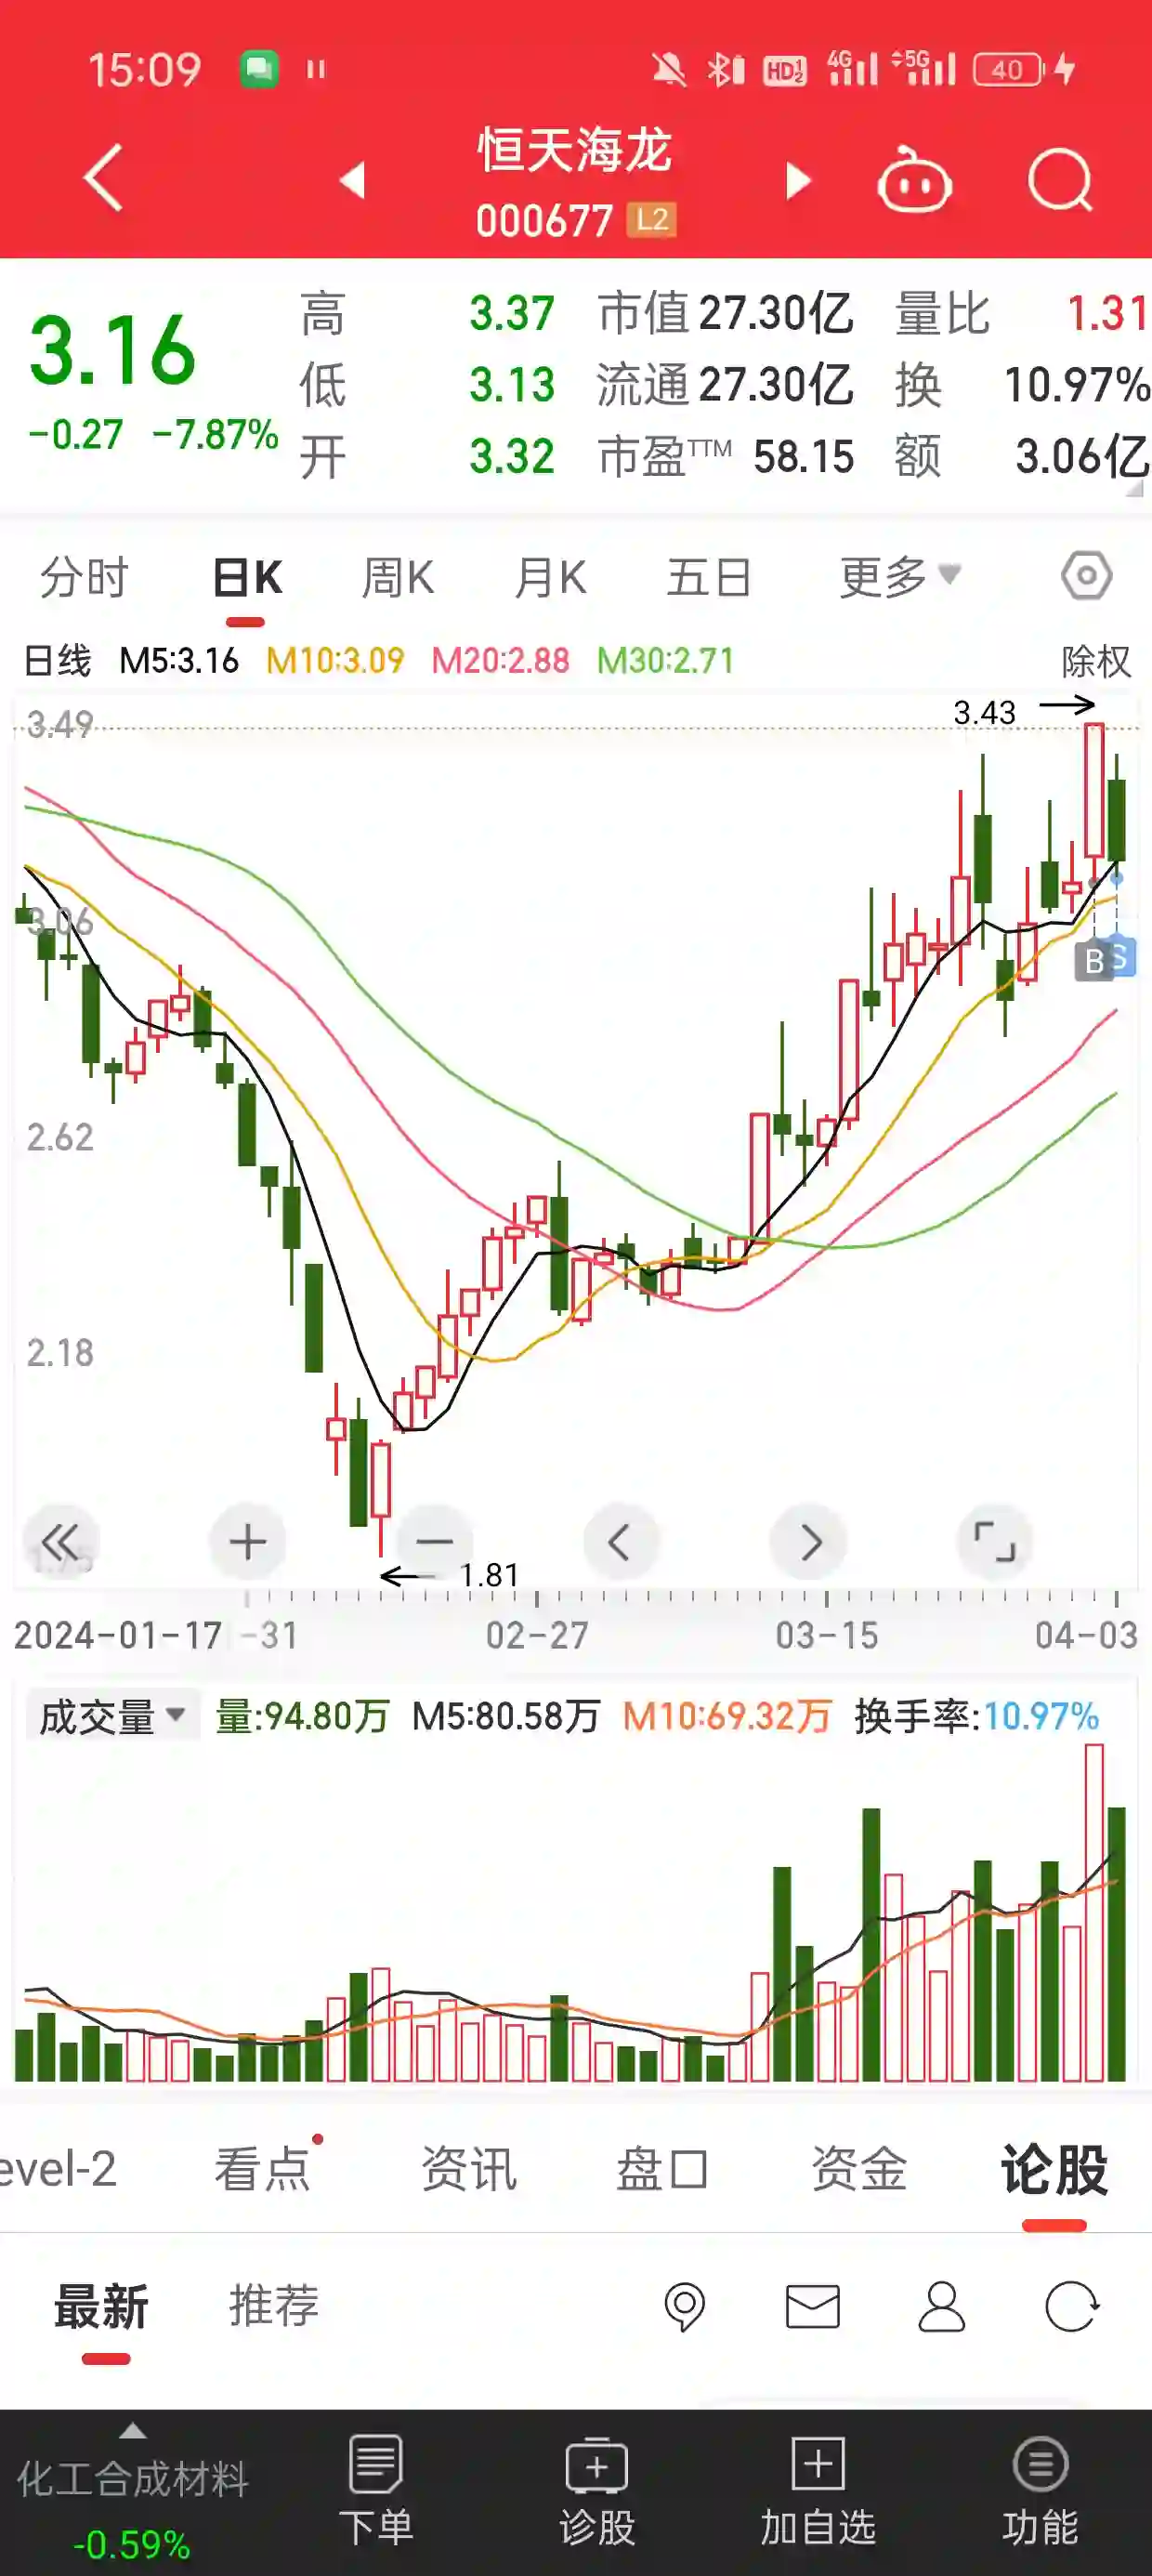 15:09 HD1 2 4G 5G 40
恒天海龙
000677 L2
3.16
-0.27 -7.87%
高 3.37 市值 27.30亿 量比 1.31
低 3.13 流通 27.30亿 换 10.97%
开 3.32 市盈TTM 58.15 额 3.06亿
分时 日K 周K 月K 五日 更多
日线 M5:3.16 M10:3.09 M20:2.88 M30:2.71 除权
3.43
3.49
3.06
B S
2.62
2.18
1.75
1.81
2024-01-17 -31 02-27 03-15 04-03
成交量 量:94.80万 M5:80.58万 M10:69.32万 换手率:10.97%
evel-2 看点 资讯 盘口 资金 论股
最新 推荐
化工合成材料
-0.59%
下单 诊股 加自选 功能